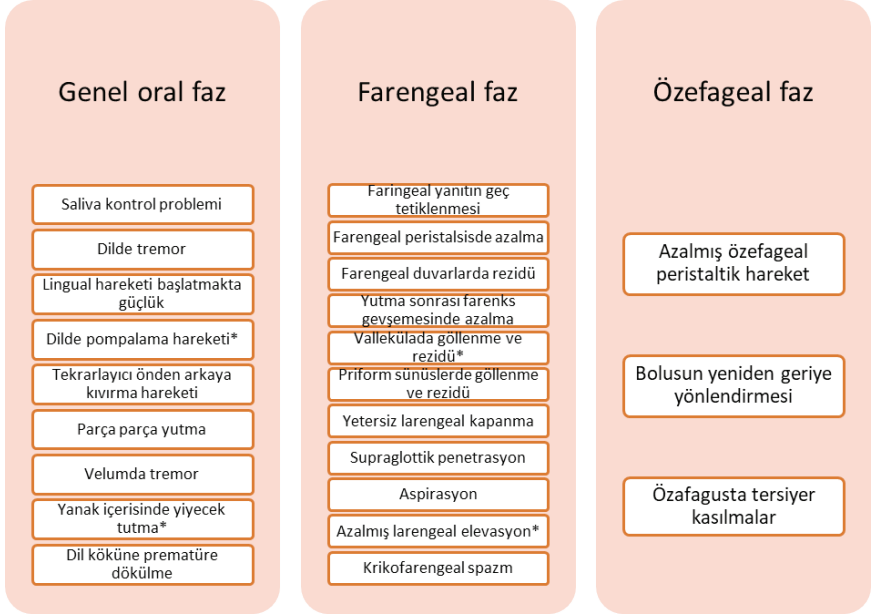 Genel oral faz
Saliva kontrol problemi
Dilde tremor
Lingual hareketi başlatmakta
güçlük
Dilde pompalama hareketi*
Tekrarlayıcı önden arkaya
kıvırma hareketi
Parça parça yutma
Velumda tremor
Yanak içerisinde yiyecek
tutma*
Dil köküne prematüre
dökülme
Farengeal faz
Faringeal yanıtın geç
tetiklenmesi
Farengeal peristalsisde azalma
Farengeal duvarlarda rezidü
Yutma sonrası farenks
gevşemesinde azalma
Vallekülada göllenme ve
rezidü*
Priform sünüslerde göllenme
ve rezidü
Yetersiz larengeal kapanma
Supraglottik penetrasyon
Aspirasyon
Azalmış larengeal elevasyon*
Krikofarengeal spazm
Özefageal faz
Azalmış özefageal
peristaltik hareket
Bolusun yeniden geriye
yönlendirmesi
Özafagusta tersiyer
kasılmalar